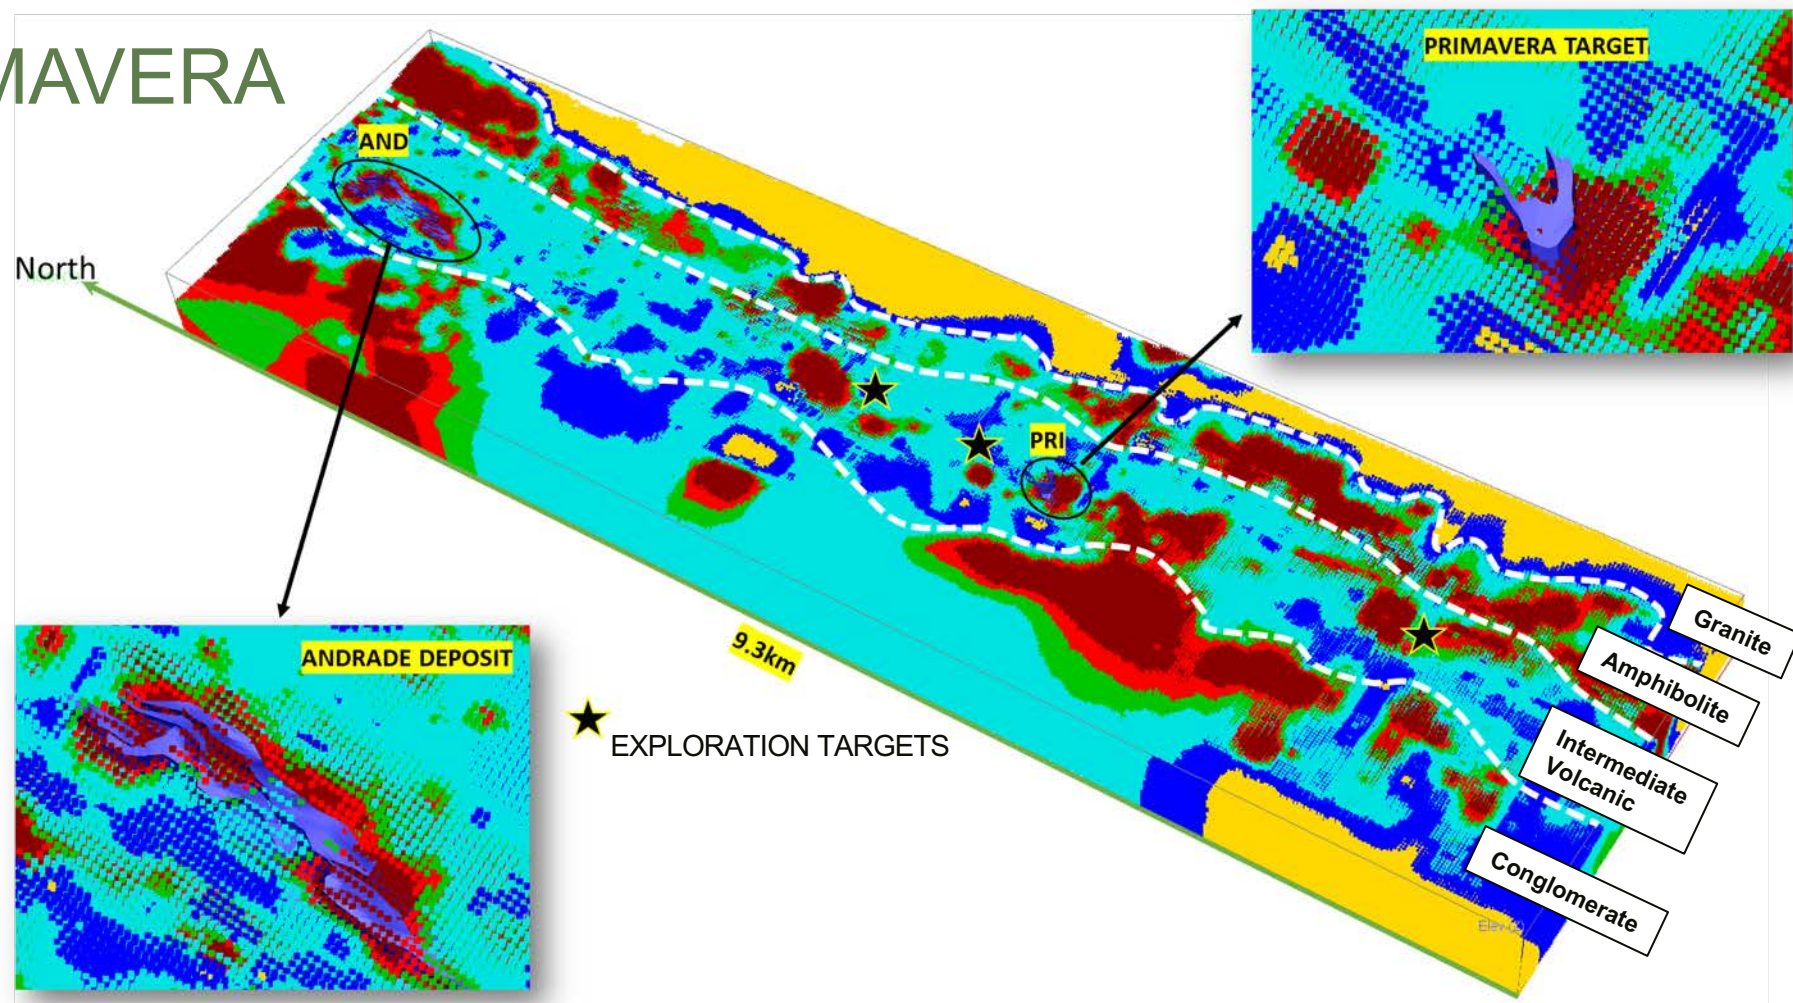 MAVERA
PRIMAVERA TARGET
AND
North
PRI
9.3km
ANDRADE DEPOSIT
EXPLORATION TARGETS
Granite
Amphibolite
Intermediate
Volcanic
Conglomerate